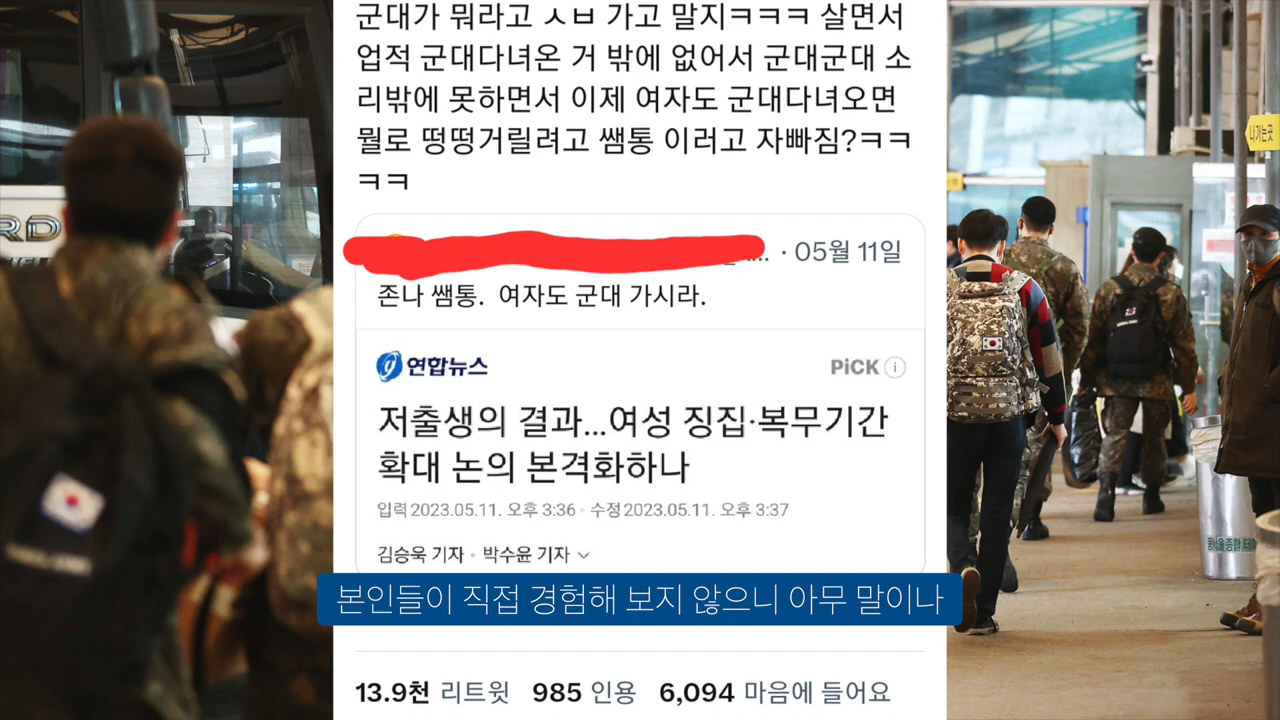 군대가 뭐라고 ㅅㅂ 가고 말지ㅋㅋㅋ 살면서
업적 군대다녀온 거 밖에 없어서 군대군대 소
리밖에 못하면서 이제 여자도 군대다녀오면
뭘로 떵떵거릴려고 쌤통 이러고 자빠짐?ㅋㅋ
ㅋㅋ
· 05월 11일
존나 쌤통. 여자도 군대 가시라.
연합뉴스
PiCK
저출생의 결과...여성 징집·복무기간
확대 논의 본격화하나
입력 2023.05.11. 오후 3:36 · 수정 2023.05.11. 오후 3:37
김승욱 기자 · 박수윤 기자
본인들이 직접 경험해 보지 않으니 아무 말이나
13.9천 리트윗 985 인용 6,094 마음에 들어요
나가는곳
RD